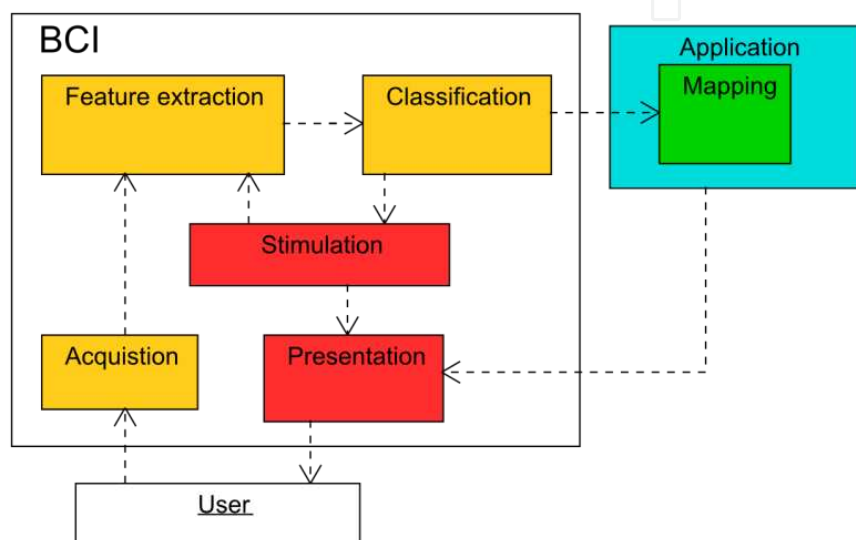 BCI
Application
Feature extraction
Classification
Mapping
Stimulation
Acquistion
Presentation
User